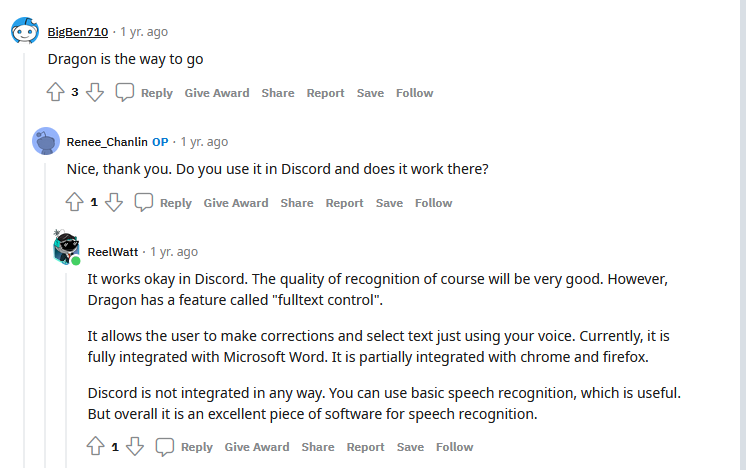 BigBen710 · 1 yr. ago
Dragon is the way to go
3 Reply Give Award Share Report Save Follow
Renee_Chanlin OP · 1 yr. ago
Nice, thank you. Do you use it in Discord and does it work there?
1 Reply Give Award Share Report Save Follow
ReelWatt · 1 yr. ago
It works okay in Discord. The quality of recognition of course will be very good. However,
Dragon has a feature called "fulltext control".
It allows the user to make corrections and select text just using your voice. Currently, it is
fully integrated with Microsoft Word. It is partially integrated with chrome and firefox.
Discord is not integrated in any way. You can use basic speech recognition, which is useful.
But overall it is an excellent piece of software for speech recognition.
1 Reply Give Award Share Report Save Follow